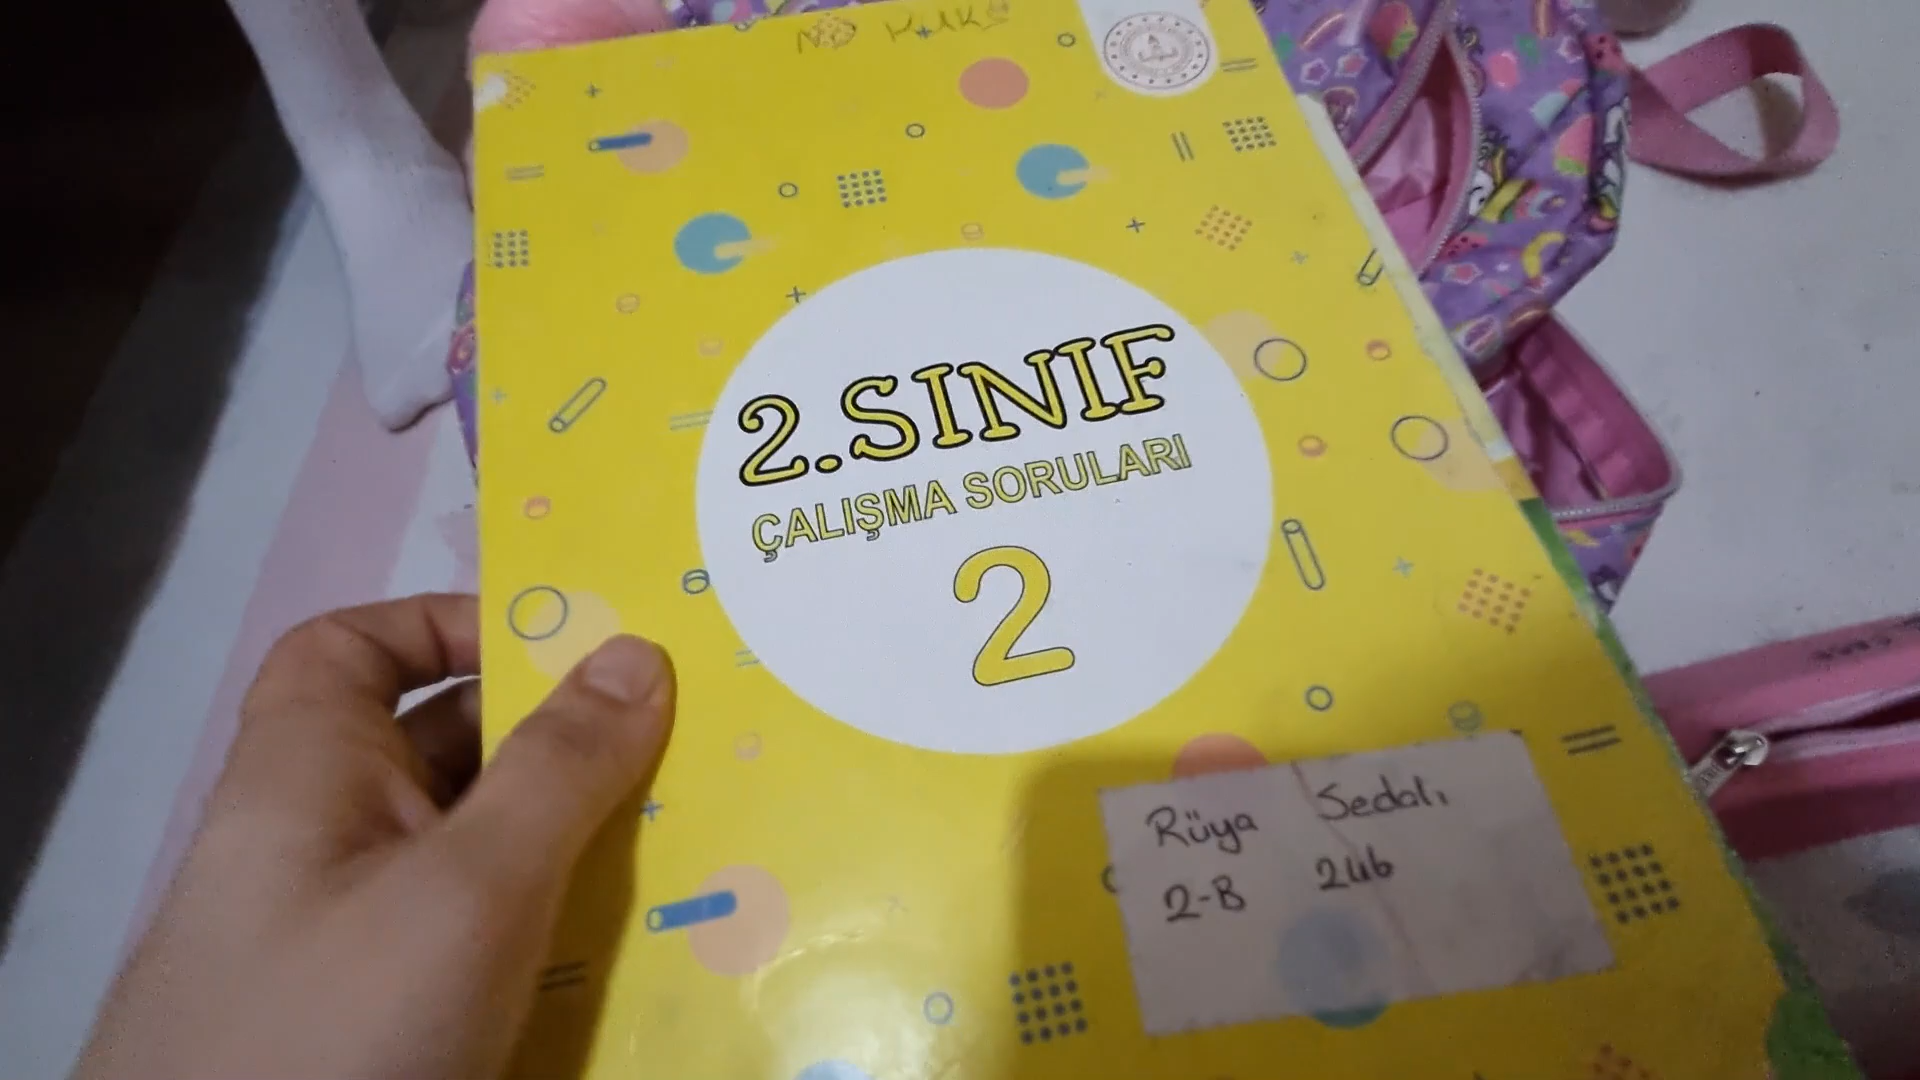 2.SINIF
ÇALIŞMA SORULARI
2
Rüya Sedalı
2-B 246